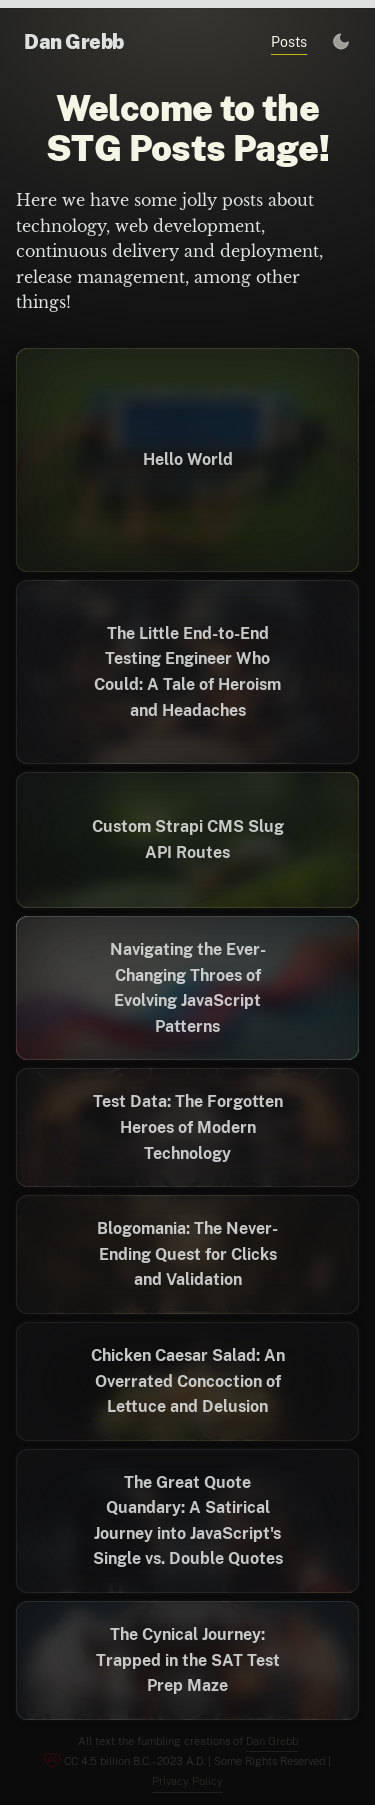 Dan Grebb
Posts
Welcome to the
STG Posts Page!
Here we have some jolly posts about
technology, web development,
continuous delivery and deployment,
release management, among other
things!
Hello World
The Little End-to-End
Testing Engineer Who
Could: A Tale of Heroism
and Headaches
Custom Strapi CMS Slug
API Routes
Navigating the Ever-
Changing Throes of
Evolving JavaScript
Patterns
Test Data: The Forgotten
Heroes of Modern
Technology
Blogomania: The Never-
Ending Quest for Clicks
and Validation
Chicken Caesar Salad: An
Overrated Concoction of
Lettuce and Delusion
The Great Quote
Quandary: A Satirical
Journey into JavaScript's
Single vs. Double Quotes
The Cynical Journey:
Trapped in the SAT Test
Prep Maze
All text the fumbling creations of Dan Grebb
CC 4.5 billion B.C.–2023 A.D. | Some Rights Reserved |
Privacy Policy